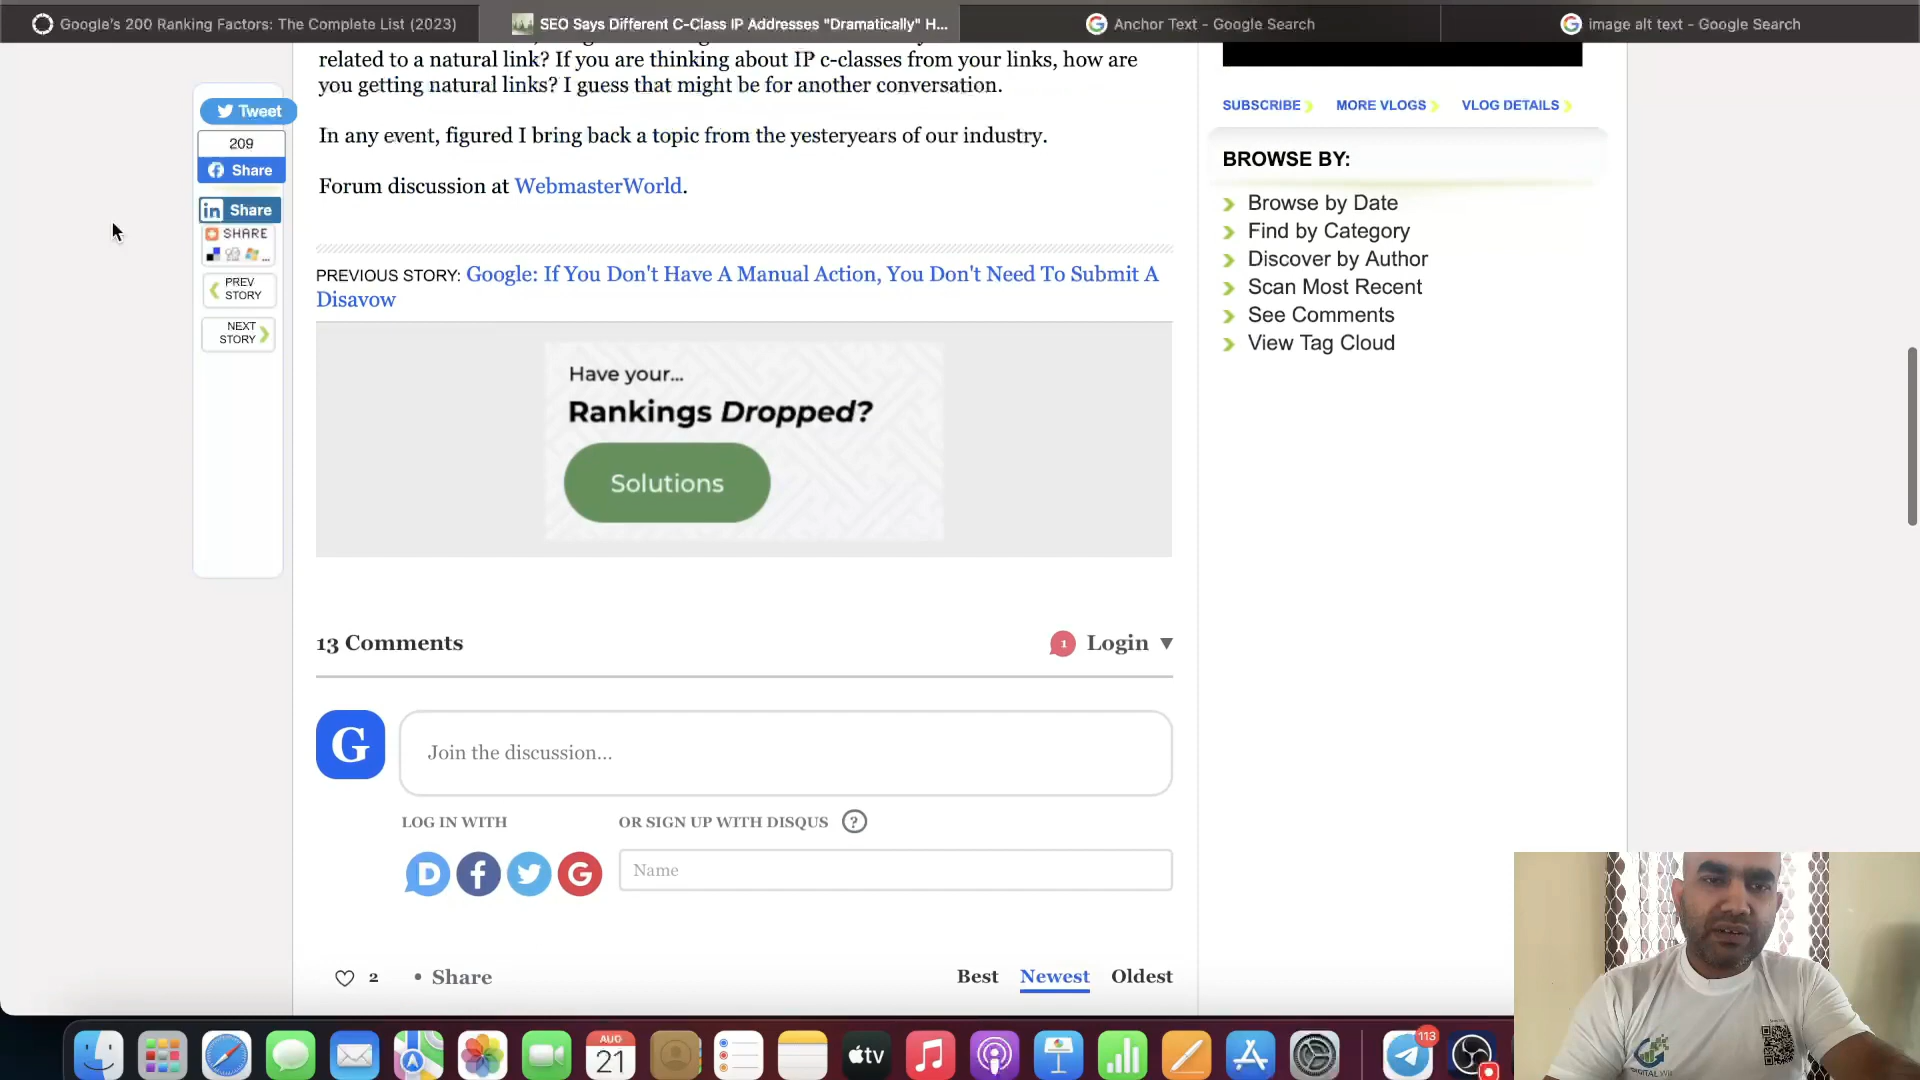 Google's 200 Ranking Factors: The Complete List (2023)
SEO Says Different C-Class IP Addresses "Dramatically" H...
Anchor Text - Google Search
image alt text - Google Search
related to a natural link? If you are thinking about IP c-classes from your links, how are
you getting natural links? I guess that might be for another conversation.
In any event, figured I bring back a topic from the yesteryears of our industry.
Forum discussion at WebmasterWorld.
Tweet
209
Share
in Share
SHARE
...
PREV
STORY
NEXT
STORY
PREVIOUS STORY: Google: If You Don't Have A Manual Action, You Don't Need To Submit A
Disavow
Have your...
Rankings Dropped?
Solutions
13 Comments
1 Login
G
Join the discussion...
LOG IN WITH
OR SIGN UP WITH DISQUS ?
D f G
Name
2 • Share
Best Newest Oldest
SUBSCRIBE
MORE VLOGS
VLOG DETAILS
BROWSE BY:
Browse by Date
Find by Category
Discover by Author
Scan Most Recent
See Comments
View Tag Cloud
AUG
21
tv
113